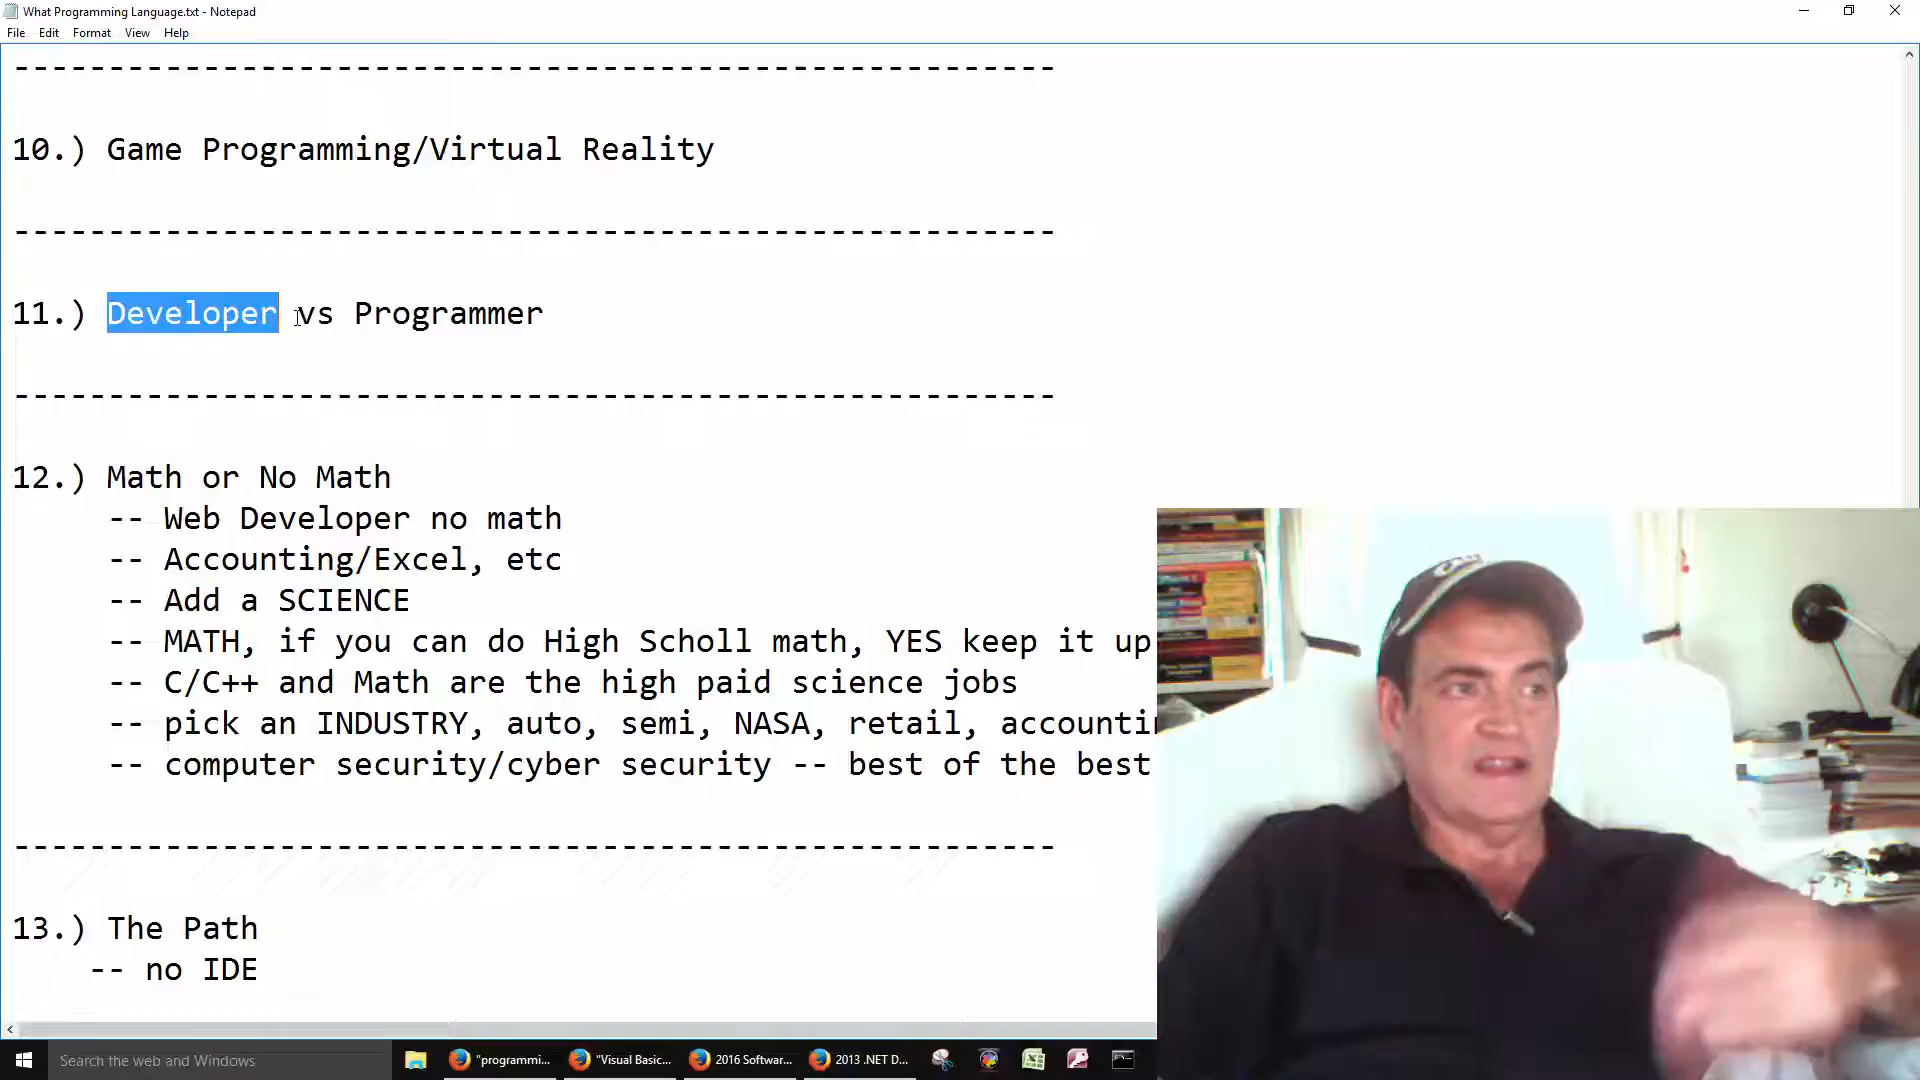 What Programming Language.txt - Notepad
File Edit Format View Help
-------------------------------------------------------
10.) Game Programming/Virtual Reality
-------------------------------------------------------
11.) Developer vs Programmer
-------------------------------------------------------
12.) Math or No Math
-- Web Developer no math
-- Accounting/Excel, etc
-- Add a SCIENCE
-- MATH, if you can do High Scholl math, YES keep it up
-- C/C++ and Math are the high paid science jobs
-- pick an INDUSTRY, auto, semi, NASA, retail, accountin
-- computer security/cyber security -- best of the best
-------------------------------------------------------
13.) The Path
-- no IDE
Search the web and Windows
"programmi...
"Visual Basic...
2016 Softwar...
2013 .NET D...